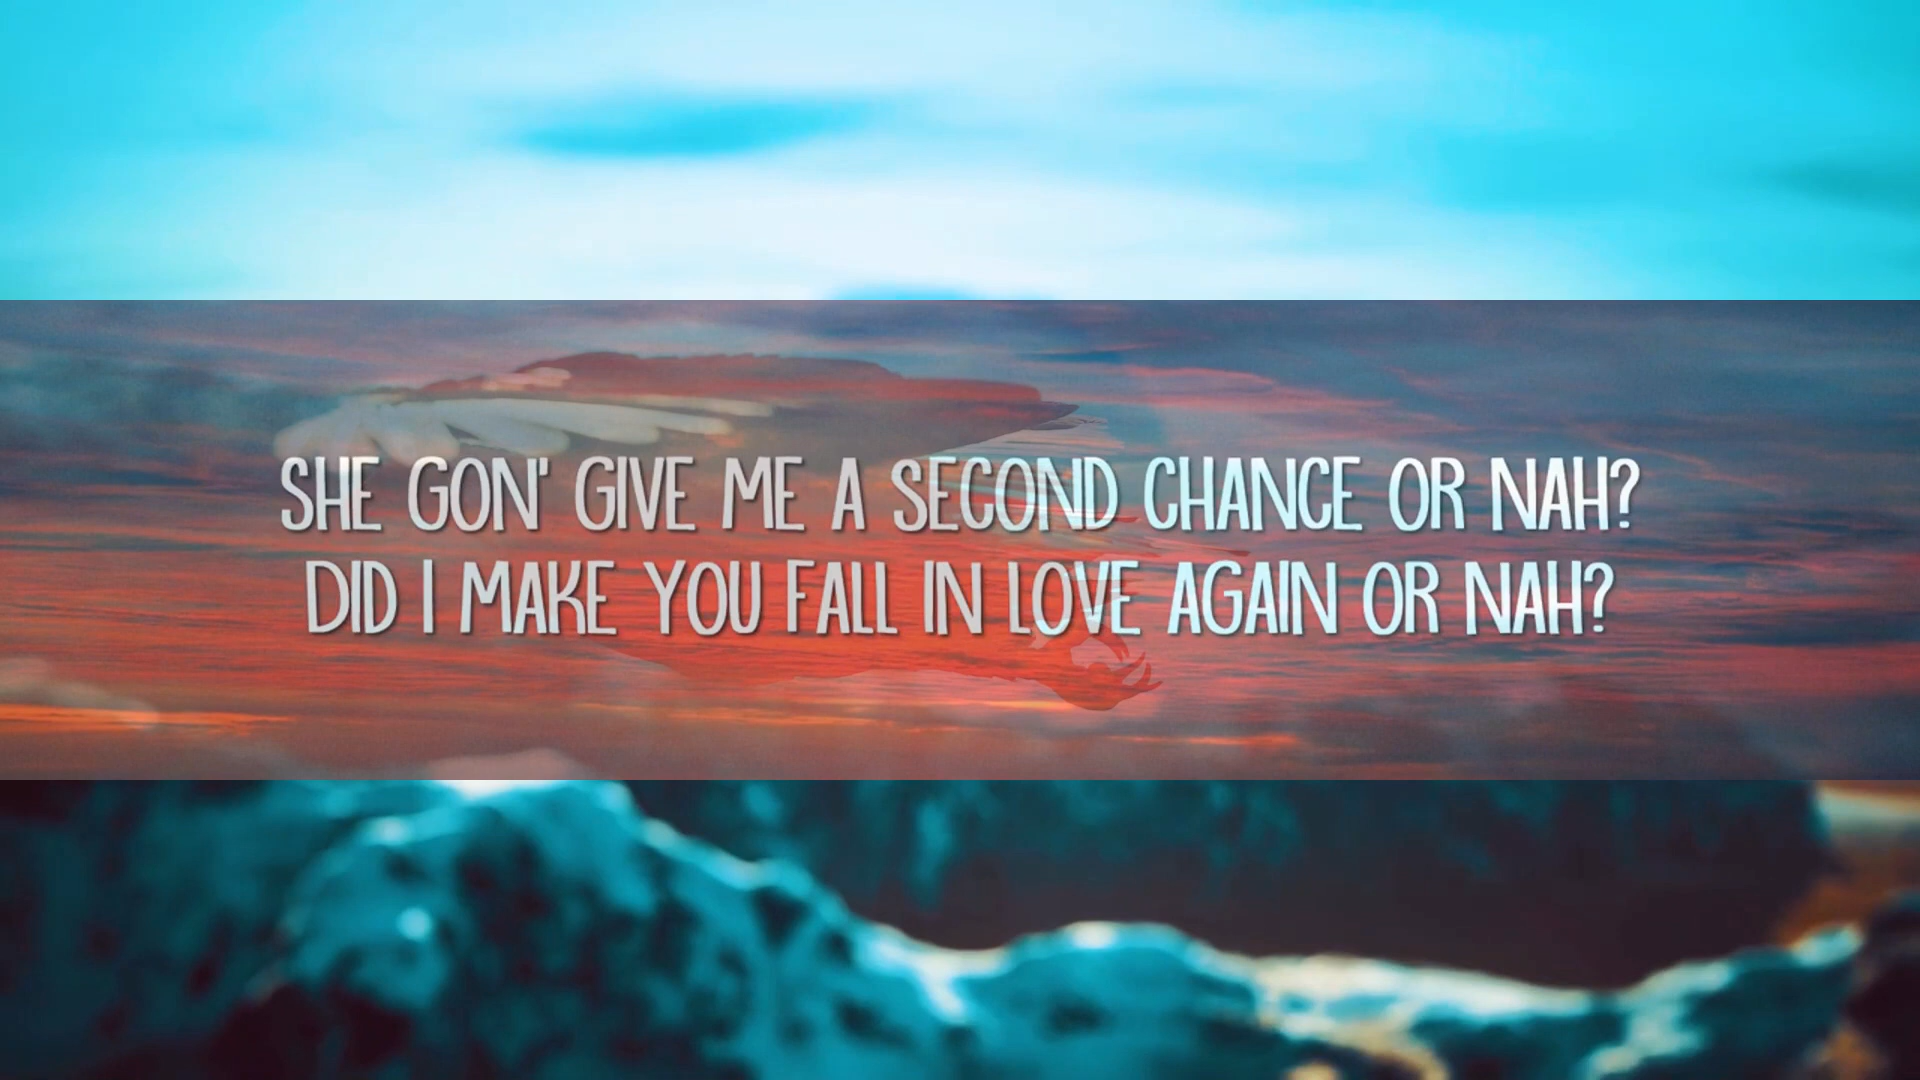 SHE GON' GIVE ME A SECOND CHANCE OR NAH?
DID I MAKE YOU FALL IN LOVE AGAIN OR NAH?